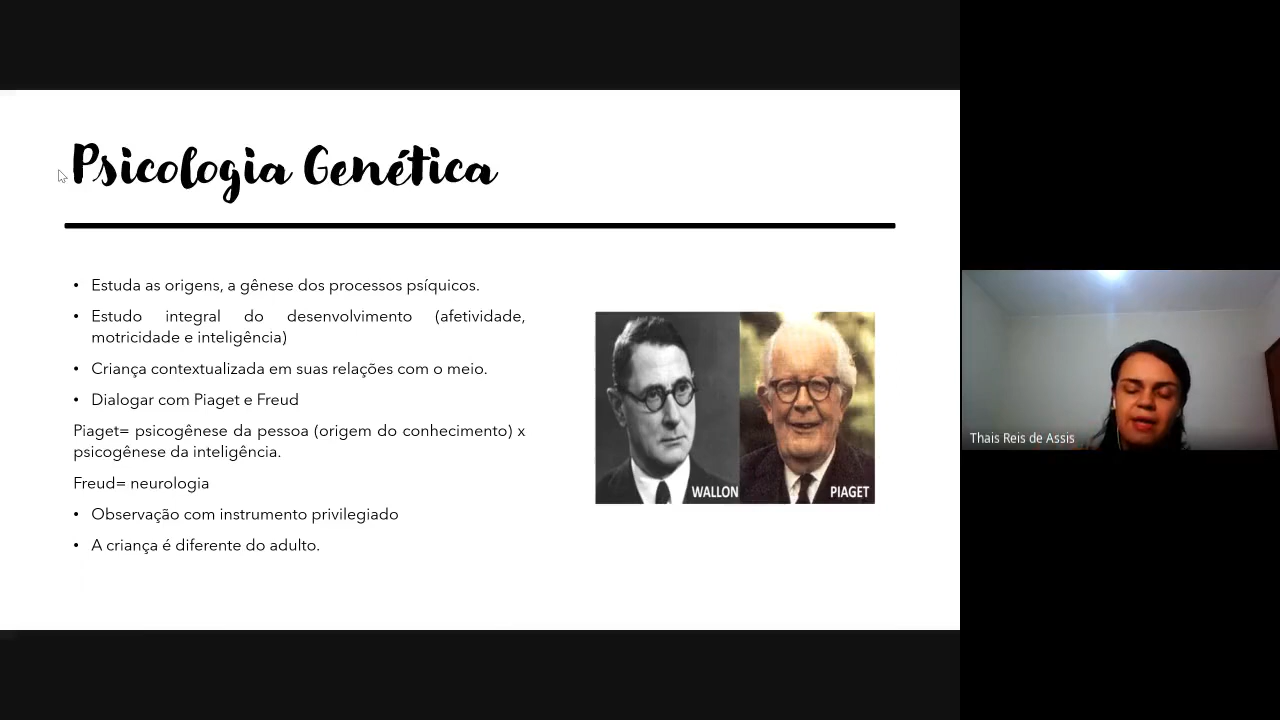 Psicologia Genética
• Estuda as origens, a gênese dos processos psíquicos.
• Estudo integral do desenvolvimento (afetividade,
motricidade e inteligência)
• Criança contextualizada em suas relações com o meio.
• Dialogar com Piaget e Freud
Piaget= psicogênese da pessoa (origem do conhecimento) x
psicogênese da inteligência.
Freud= neurologia
• Observação com instrumento privilegiado
• A criança é diferente do adulto.
WALLON
PIAGET
Thais Reis de Assis